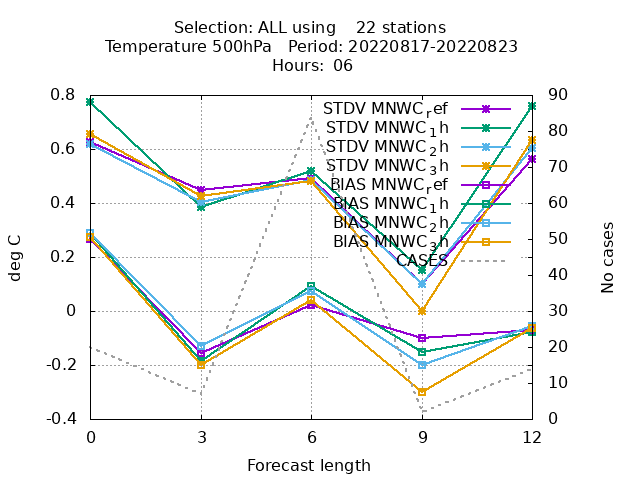 Selection: ALL using    22 stations
Temperature 500hPa   Period: 20220817-20220823
Hours:  06
deg C
0.8
0.6
0.4
0.2
0
-0.2
-0.4
STDV MNWC_ref
STDV MNWC_1h
STDV MNWC_2h
STDV MNWC_3h
BIAS MNWC_ref
BIAS MNWC_1h
BIAS MNWC_2h
BIAS MNWC_3h
CASES
90
80
70
60
50
40
30
20
10
0
No cases
0 3 6 9 12
Forecast length